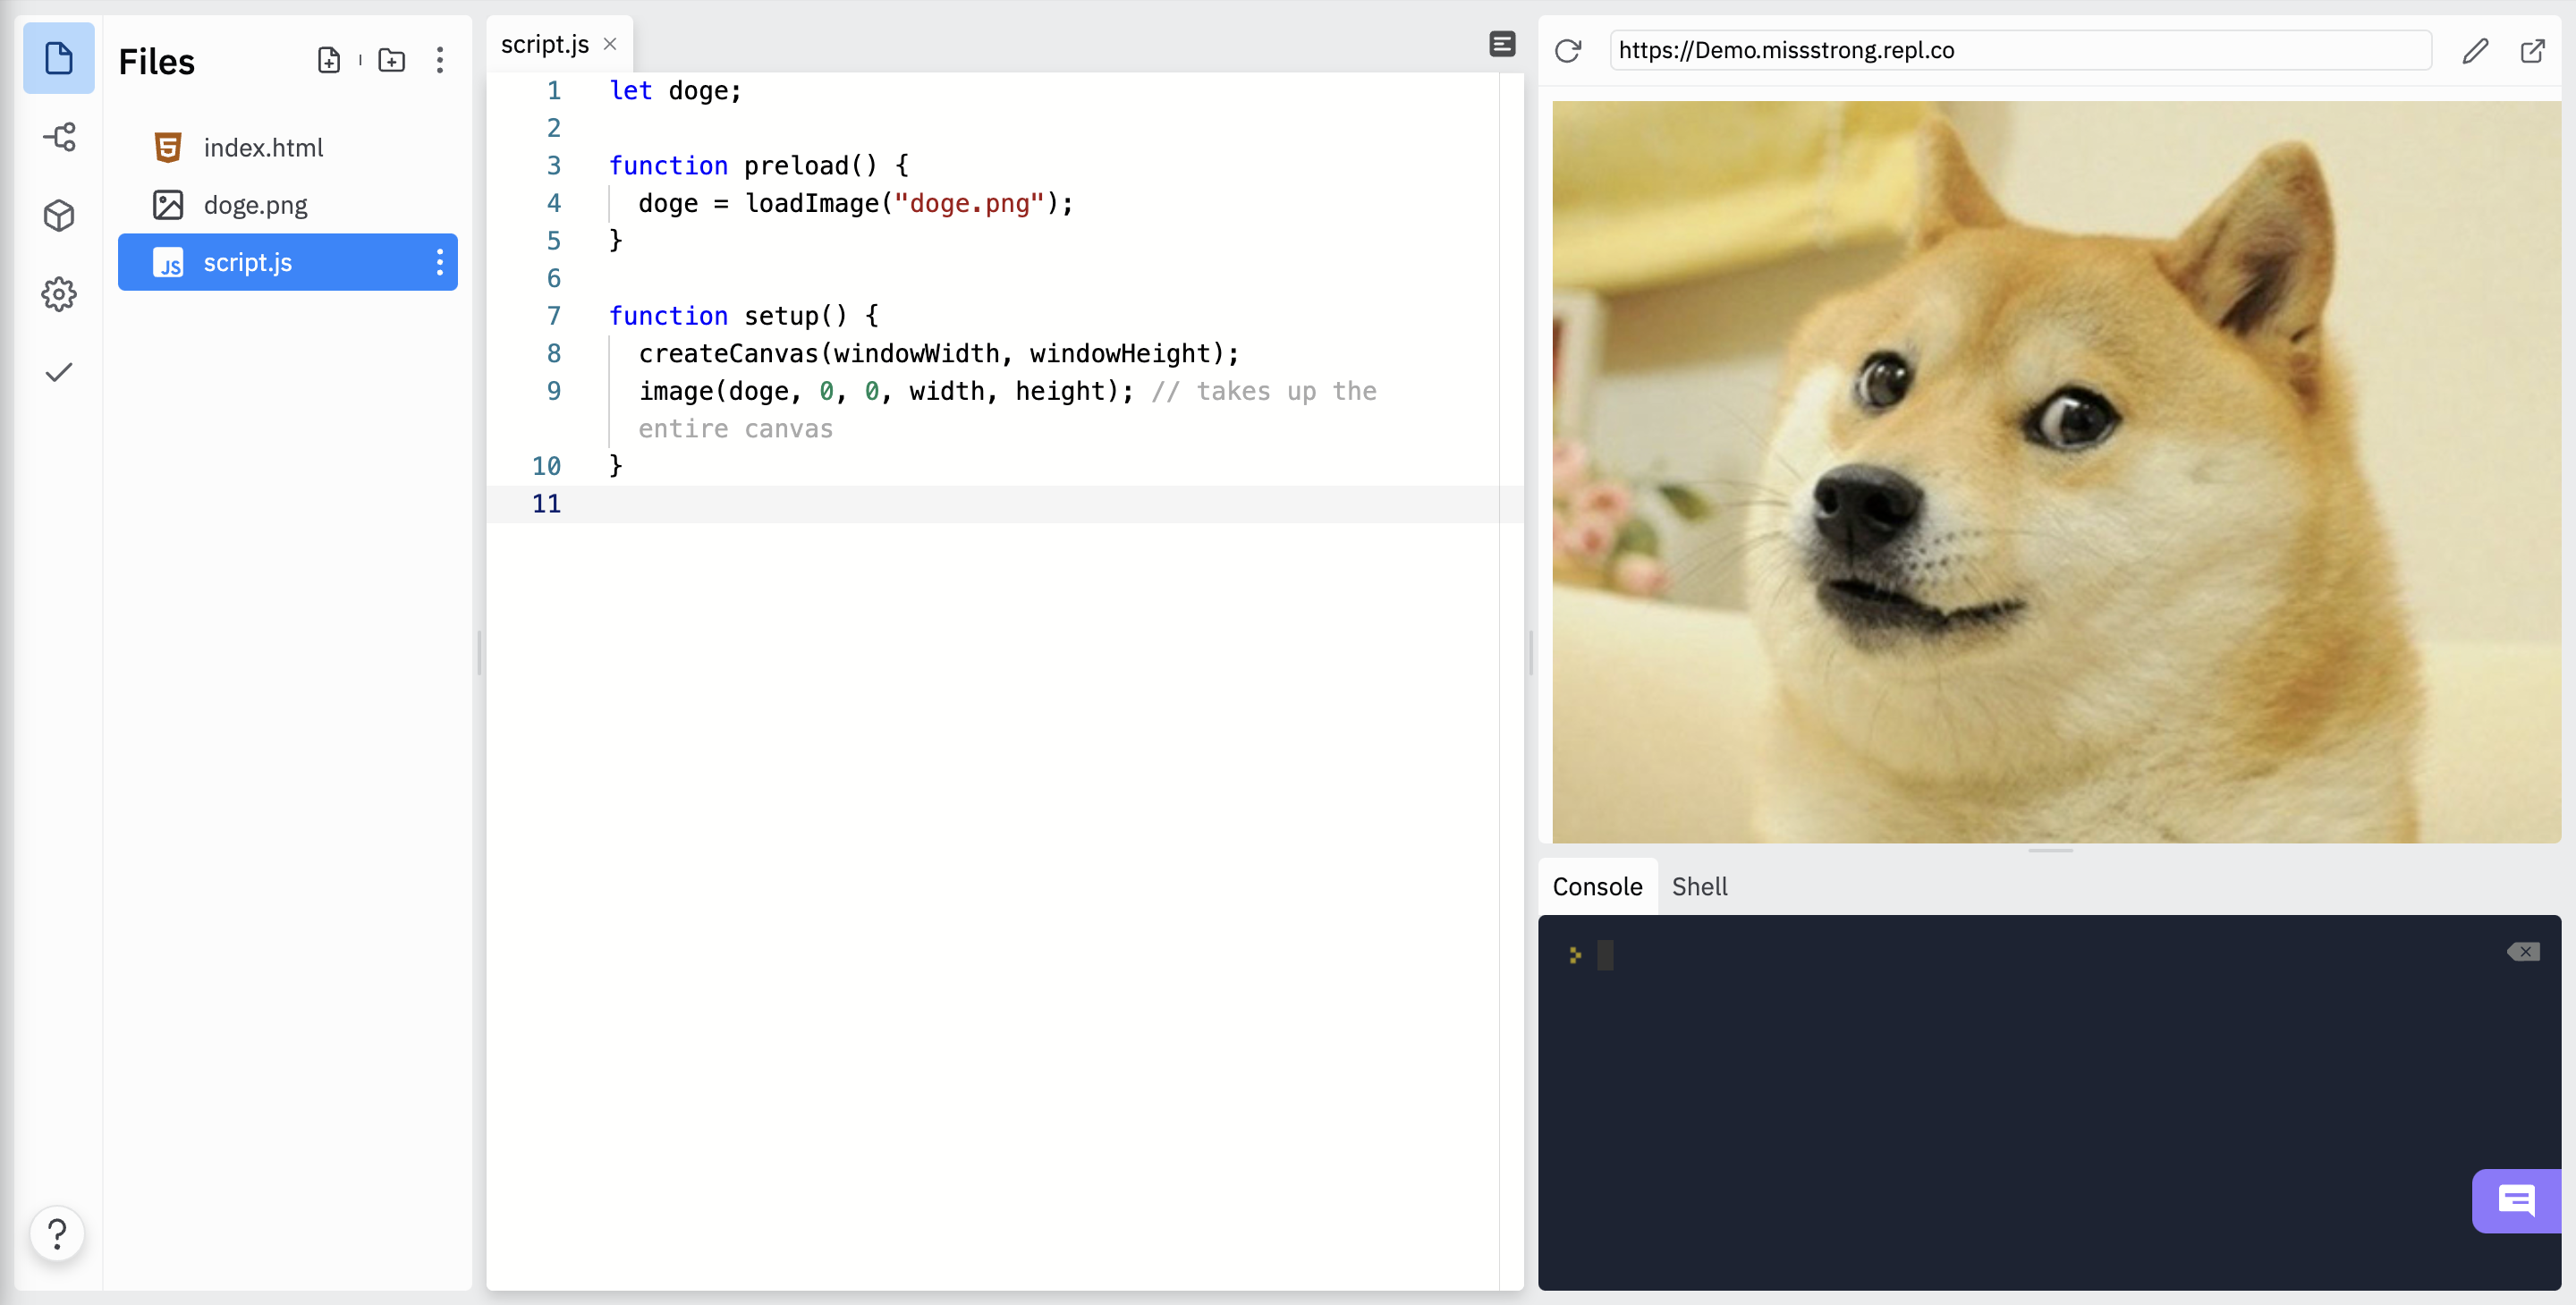 Files
index.html
doge.png
JS script.js
script.js
1 let doge;
2
3 function preload() {
4 doge = loadImage("doge.png");
5 }
6
7 function setup() {
8 createCanvas(windowWidth, windowHeight);
9 image(doge, 0, 0, width, height); // takes up the
entire canvas
10 }
11
https://Demo.missstrong.repl.co
Console Shell
?